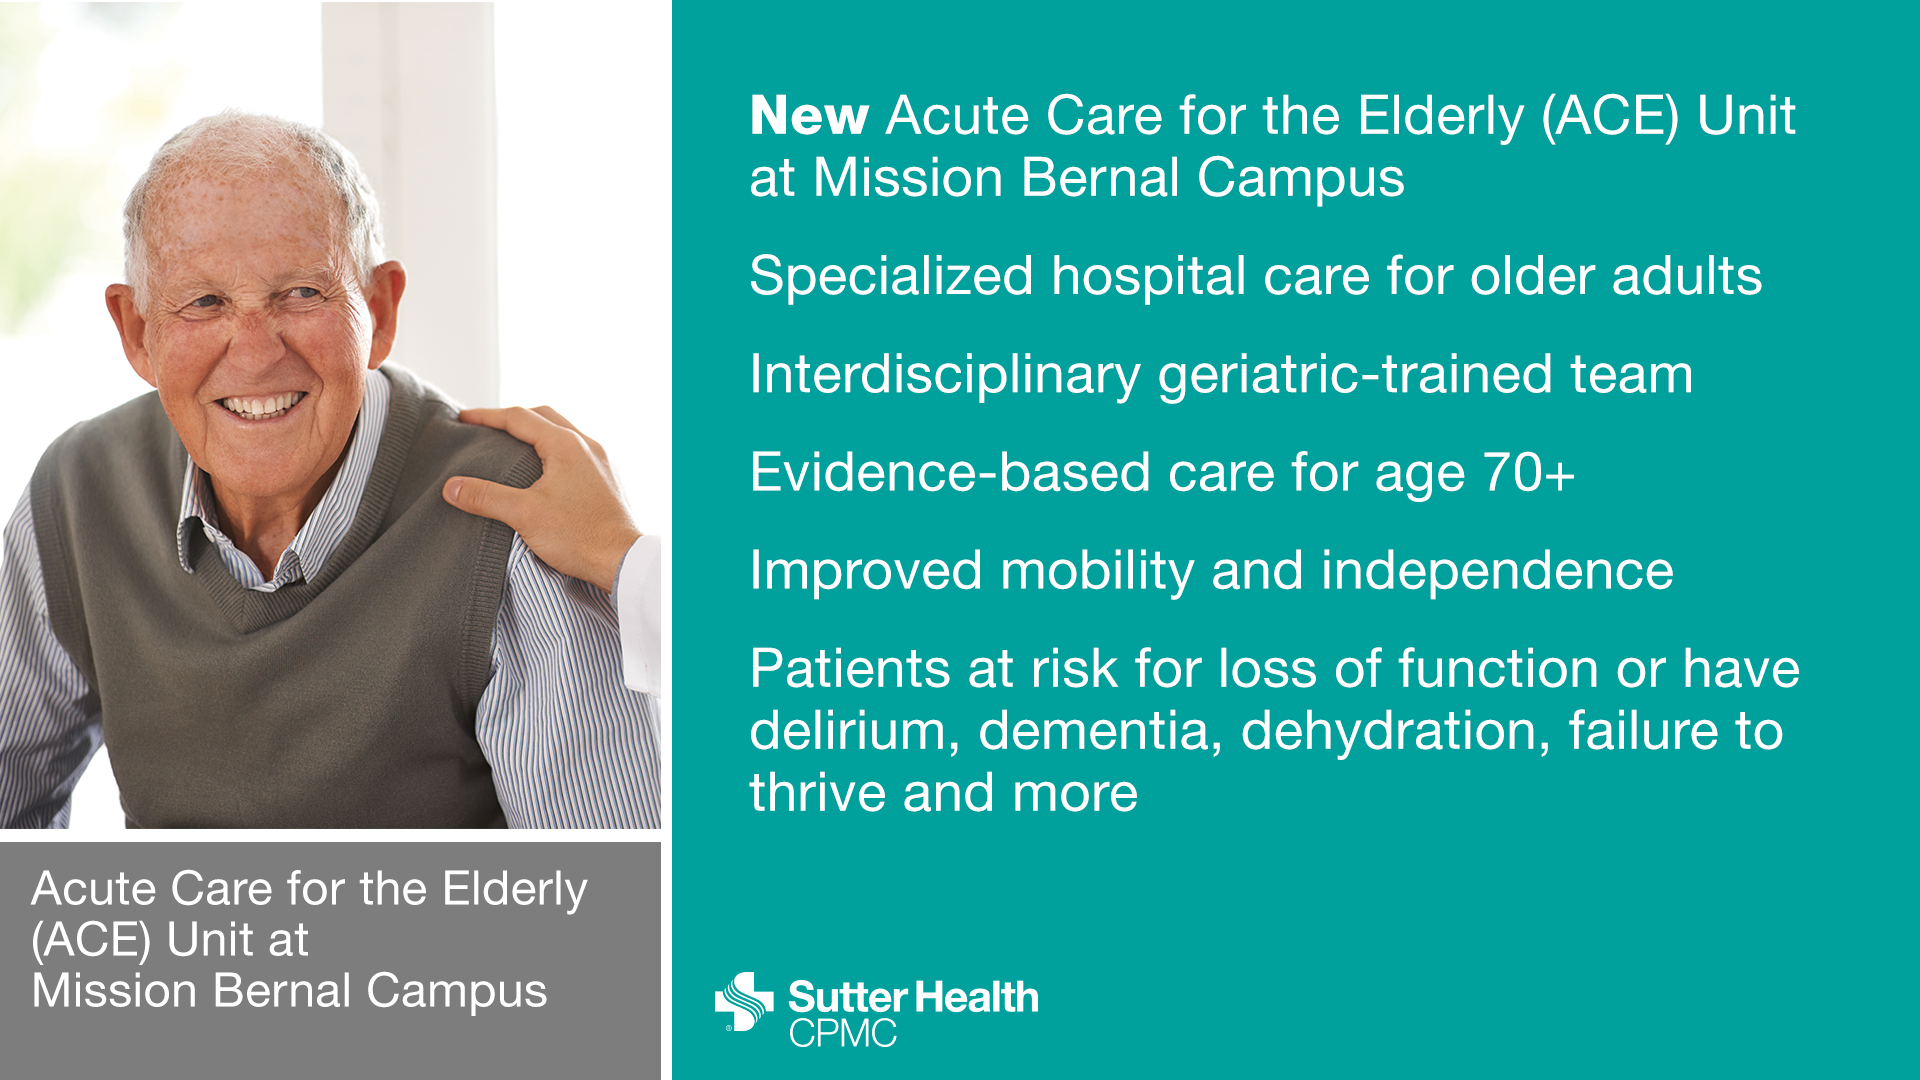 New Acute Care for the Elderly (ACE) Unit
at Mission Bernal Campus
Specialized hospital care for older adults
Interdisciplinary geriatric-trained team
Evidence-based care for age 70+
Improved mobility and independence
Patients at risk for loss of function or have
delirium, dementia, dehydration, failure to
thrive and more
Acute Care for the Elderly
(ACE) Unit at
Mission Bernal Campus
® Sutter Health
CPMC